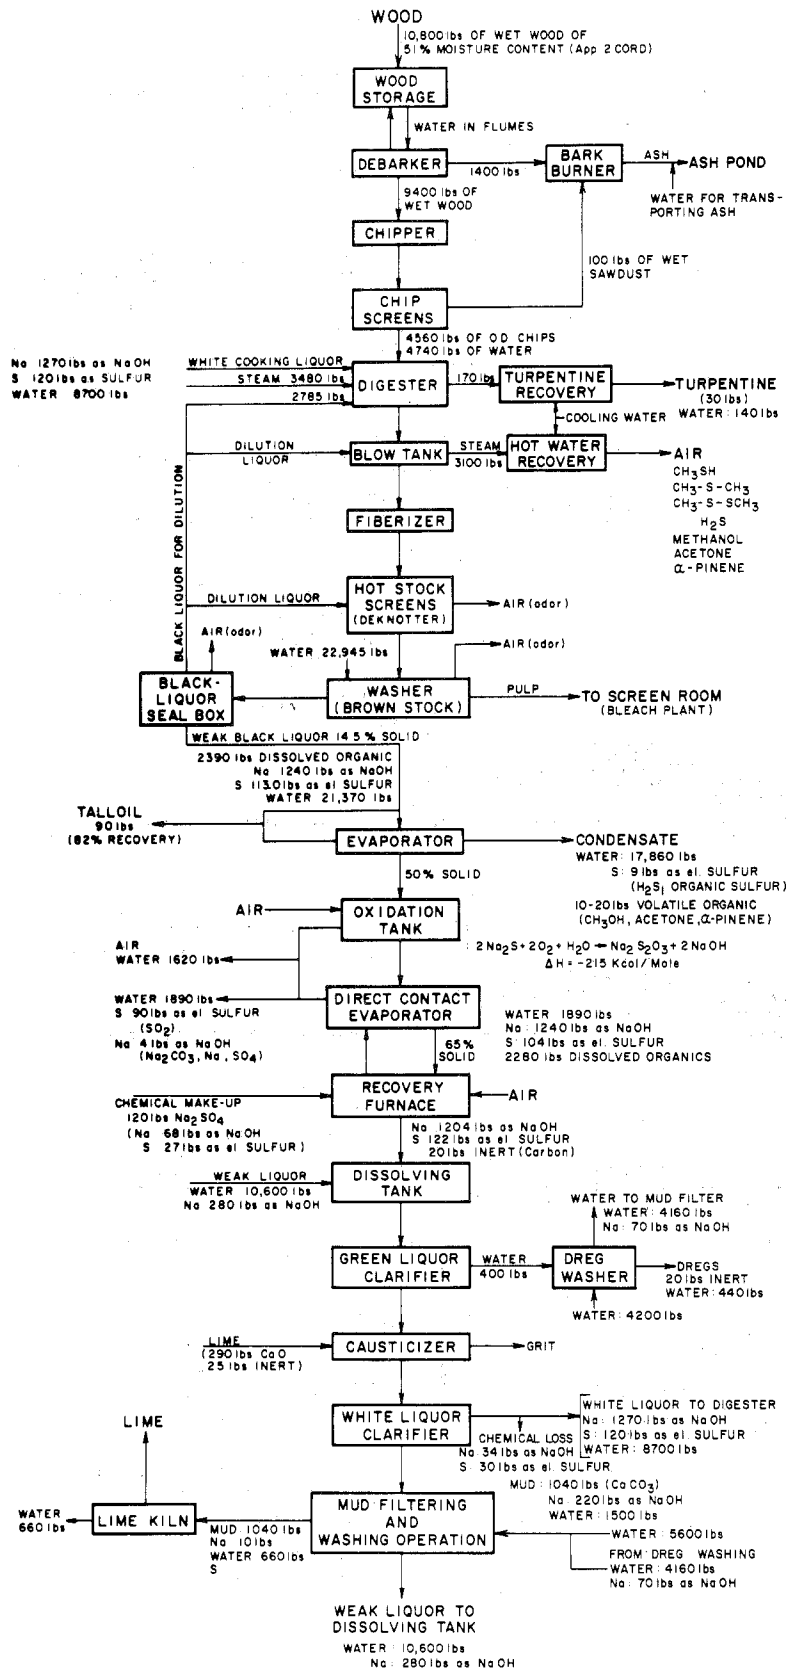 WOOD
10,800 lbs OF WET WOOD OF
51% MOISTURE CONTENT (App 2 CORD)
WOOD
STORAGE
WATER IN FLUMES
DEBARKER
1400 lbs
BARK
BURNER
ASH
ASH POND
WATER FOR TRANS-
PORTING ASH
9400 lbs OF
WET WOOD
CHIPPER
100 lbs OF WET
SAWDUST
CHIP
SCREENS
4560 lbs OF OD CHIPS
4740 lbs OF WATER
Na 1270 lbs as NaOH
S 120 lbs as SULFUR
WATER 8700 lbs
WHITE COOKING LIQUOR
STEAM 3480 lbs
2785 lbs
DIGESTER
170 lbs
TURPENTINE
RECOVERY
TURPENTINE
(30 lbs)
WATER: 140 lbs
COOLING WATER
DILUTION
LIQUOR
BLOW TANK
STEAM
3100 lbs
HOT WATER
RECOVERY
AIR
CH3SH
CH3-S-CH3
CH3-S-SCH3
H2S
METHANOL
ACETONE
α-PINENE
FIBERIZER
BLACK LIQUOR FOR DILUTION
DILUTION LIQUOR
HOT STOCK
SCREENS
(DEKNOTTER)
AIR (odor)
AIR (odor)
WATER 22,945 lbs
AIR (odor)
BLACK-
LIQUOR
SEAL BOX
WASHER
(BROWN STOCK)
PULP
TO SCREEN ROOM
(BLEACH PLANT)
WEAK BLACK LIQUOR 14.5% SOLID
2390 lbs DISSOLVED ORGANIC
Na 1240 lbs as NaOH
S 113.0 lbs as el SULFUR
WATER 21,370 lbs
TALLOIL
90 lbs
(82% RECOVERY)
EVAPORATOR
CONDENSATE
WATER: 17,860 lbs
S: 9 lbs as el. SULFUR
(H2S, ORGANIC SULFUR)
10-20 lbs VOLATILE ORGANIC
(CH3OH, ACETONE, α-PINENE)
50% SOLID
AIR
OXIDATION
TANK
2Na2S + 2O2 + H2O ← Na2S2O3 + 2NaOH
ΔH = -215 Kcal/Mole
AIR
WATER 1620 lbs
WATER 1890 lbs
S 90 lbs as el SULFUR
(SO2)
Na 4 lbs as NaOH
(Na2CO3, Na, SO4)
DIRECT CONTACT
EVAPORATOR
WATER 1890 lbs
Na: 1240 lbs as NaOH
S: 104 lbs as el. SULFUR
2280 lbs DISSOLVED ORGANICS
65%
SOLID
RECOVERY
FURNACE
AIR
CHEMICAL MAKE-UP
120 lbs Na2SO4
(Na 68 lbs as NaOH
S 27 lbs as el SULFUR)
Na 1204 lbs as NaOH
S 122 lbs as el SULFUR
20 lbs INERT (Carbon)
WEAK LIQUOR
WATER 10,600 lbs
Na 280 lbs as NaOH
DISSOLVING
TANK
WATER TO MUD FILTER
WATER: 4160 lbs
Na: 70 lbs as NaOH
GREEN LIQUOR
CLARIFIER
WATER
400 lbs
DREG
WASHER
DREGS
20 lbs INERT
WATER: 440 lbs
WATER: 4200 lbs
LIME
(290 lbs CaO
25 lbs INERT)
CAUSTICIZER
GRIT
WHITE LIQUOR
CLARIFIER
WHITE LIQUOR TO DIGESTER
Na: 1270 lbs as NaOH
S: 120 lbs as el. SULFUR
WATER: 8700 lbs
CHEMICAL LOSS
Na 34 lbs as NaOH
S: 30 lbs as el. SULFUR
MUD: 1040 lbs (CaCO3)
Na: 220 lbs as NaOH
WATER: 1500 lbs
LIME
WATER
660 lbs
LIME KILN
MUD: 1040 lbs
Na 10 lbs
WATER 660 lbs
S
MUD FILTERING
AND
WASHING OPERATION
WATER: 5600 lbs
FROM DREG WASHING
WATER: 4160 lbs
Na: 70 lbs as NaOH
WEAK LIQUOR TO
DISSOLVING TANK
WATER: 10,600 lbs
Na: 280 lbs as NaOH